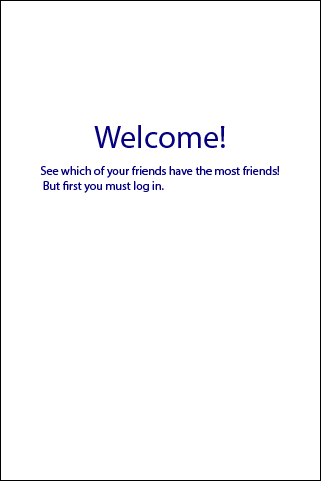 Welcome!
See which of your friends have the most friends!
But first you must log in.